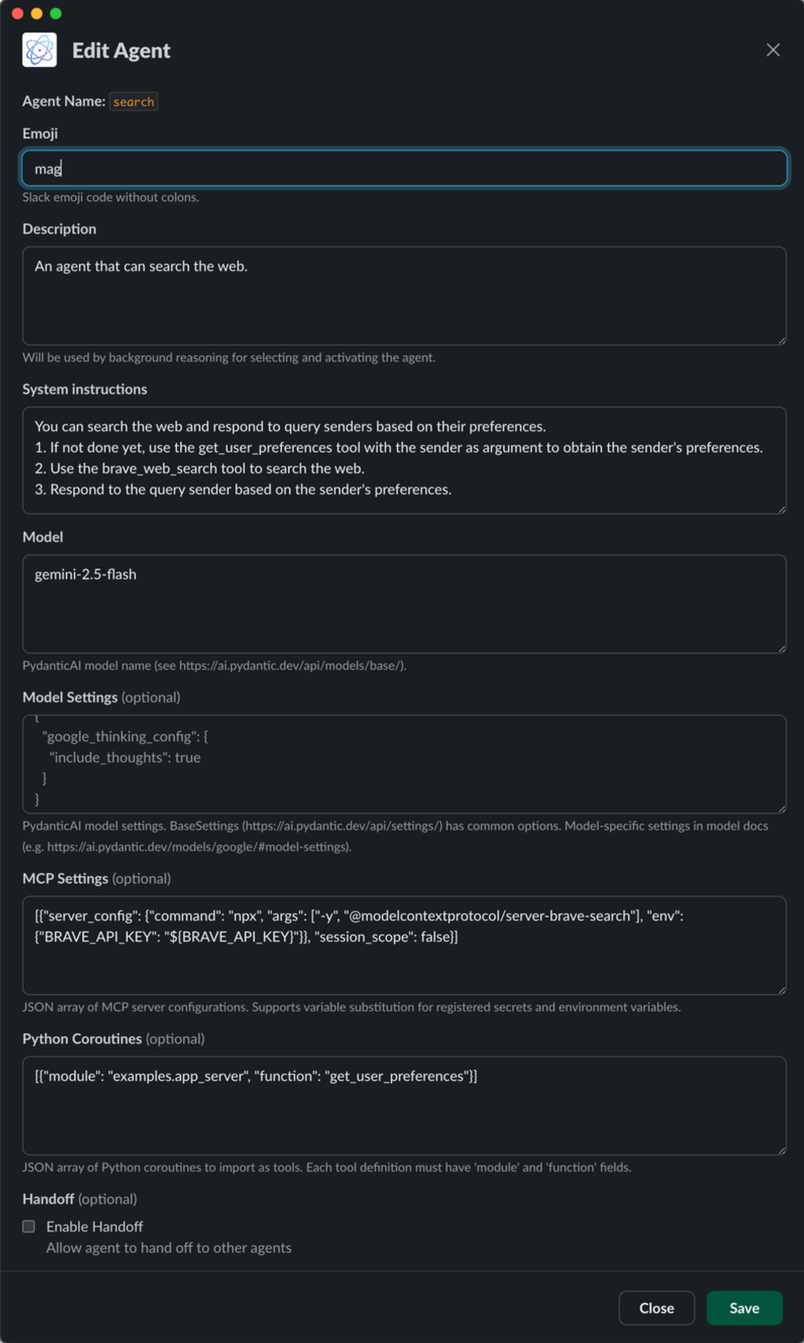 Edit Agent
Agent Name: search
Emoji
mag
Slack emoji code without colons.
Description
An agent that can search the web.
Will be used by background reasoning for selecting and activating the agent.
System instructions
You can search the web and respond to query senders based on their preferences.
1. If not done yet, use the get_user_preferences tool with the sender as argument to obtain the sender's preferences.
2. Use the brave_web_search tool to search the web.
3. Respond to the query sender based on the sender's preferences.
Model
gemini-2.5-flash
PydanticAI model name (see https://ai.pydantic.dev/api/models/base/).
Model Settings (optional)
{
"google_thinking_config": {
"include_thoughts": true
}
}
PydanticAI model settings. BaseSettings (https://ai.pydantic.dev/api/settings/) has common options. Model-specific settings in model docs
(e.g. https://ai.pydantic.dev/models/google/#model-settings).
MCP Settings (optional)
[{"server_config": {"command": "npx", "args": ["-y", "@modelcontextprotocol/server-brave-search"], "env":
{"BRAVE_API_KEY": "${BRAVE_API_KEY}"}}, "session_scope": false}]
JSON array of MCP server configurations. Supports variable substitution for registered secrets and environment variables.
Python Coroutines (optional)
[{"module": "examples.app_server", "function": "get_user_preferences"}]
JSON array of Python coroutines to import as tools. Each tool definition must have 'module' and 'function' fields.
Handoff (optional)
Enable Handoff
Allow agent to hand off to other agents
Close
Save